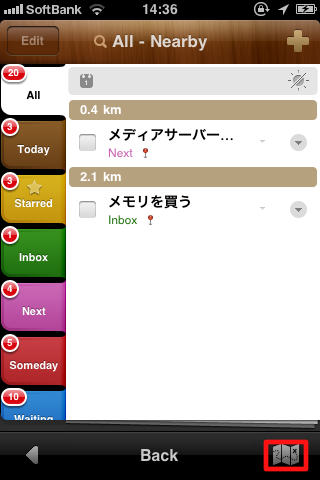 SoftBank 14:36
Edit All - Nearby
20
All
1
0.4 km
メディアサーバー…
Next
3
Today
2.1 km
メモリを買う
Inbox
3
Starred
1
Inbox
4
Next
5
Someday
10
Waiting
Back